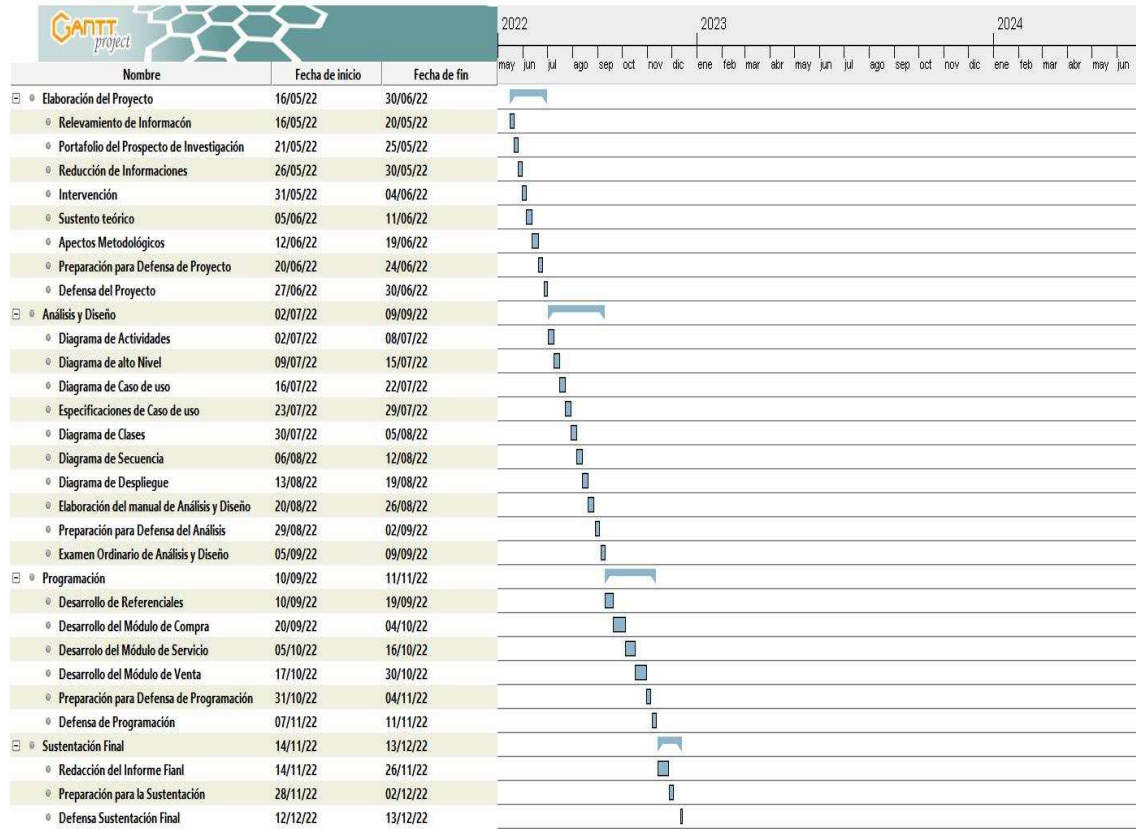 GANTT
project
2022 2023 2024
may jun jul ago sep oct nov dic ene feb mar abr may jun jul ago sep oct nov dic ene feb mar abr may jun
Nombre Fecha de inicio Fecha de fin
Elaboración del Proyecto 16/05/22 30/06/22
Relevamiento de Informacón 16/05/22 20/05/22
Portafolio del Prospecto de Investigación 21/05/22 25/05/22
Reducción de Informaciones 26/05/22 30/05/22
Intervención 31/05/22 04/06/22
Sustento teórico 05/06/22 11/06/22
Apectos Metodológicos 12/06/22 19/06/22
Preparación para Defensa de Proyecto 20/06/22 24/06/22
Defensa del Proyecto 27/06/22 30/06/22
Análisis y Diseño 02/07/22 09/09/22
Diagrama de Actividades 02/07/22 08/07/22
Diagrama de alto Nivel 09/07/22 15/07/22
Diagrama de Caso de uso 16/07/22 22/07/22
Especificaciones de Caso de uso 23/07/22 29/07/22
Diagrama de Clases 30/07/22 05/08/22
Diagrama de Secuencia 06/08/22 12/08/22
Diagrama de Despliegue 13/08/22 19/08/22
Elaboración del manual de Análisis y Diseño 20/08/22 26/08/22
Preparación para Defensa del Análisis 29/08/22 02/09/22
Examen Ordinario de Análisis y Diseño 05/09/22 09/09/22
Programación 10/09/22 11/11/22
Desarrollo de Referenciales 10/09/22 19/09/22
Desarrollo del Módulo de Compra 20/09/22 04/10/22
Desarrolo del Módulo de Servicio 05/10/22 16/10/22
Desarrollo del Módulo de Venta 17/10/22 30/10/22
Preparación para Defensa de Programación 31/10/22 04/11/22
Defensa de Programación 07/11/22 11/11/22
Sustentación Final 14/11/22 13/12/22
Redacción del Informe Fianl 14/11/22 26/11/22
Preparación para la Sustentación 28/11/22 02/12/22
Defensa Sustentación Final 12/12/22 13/12/22